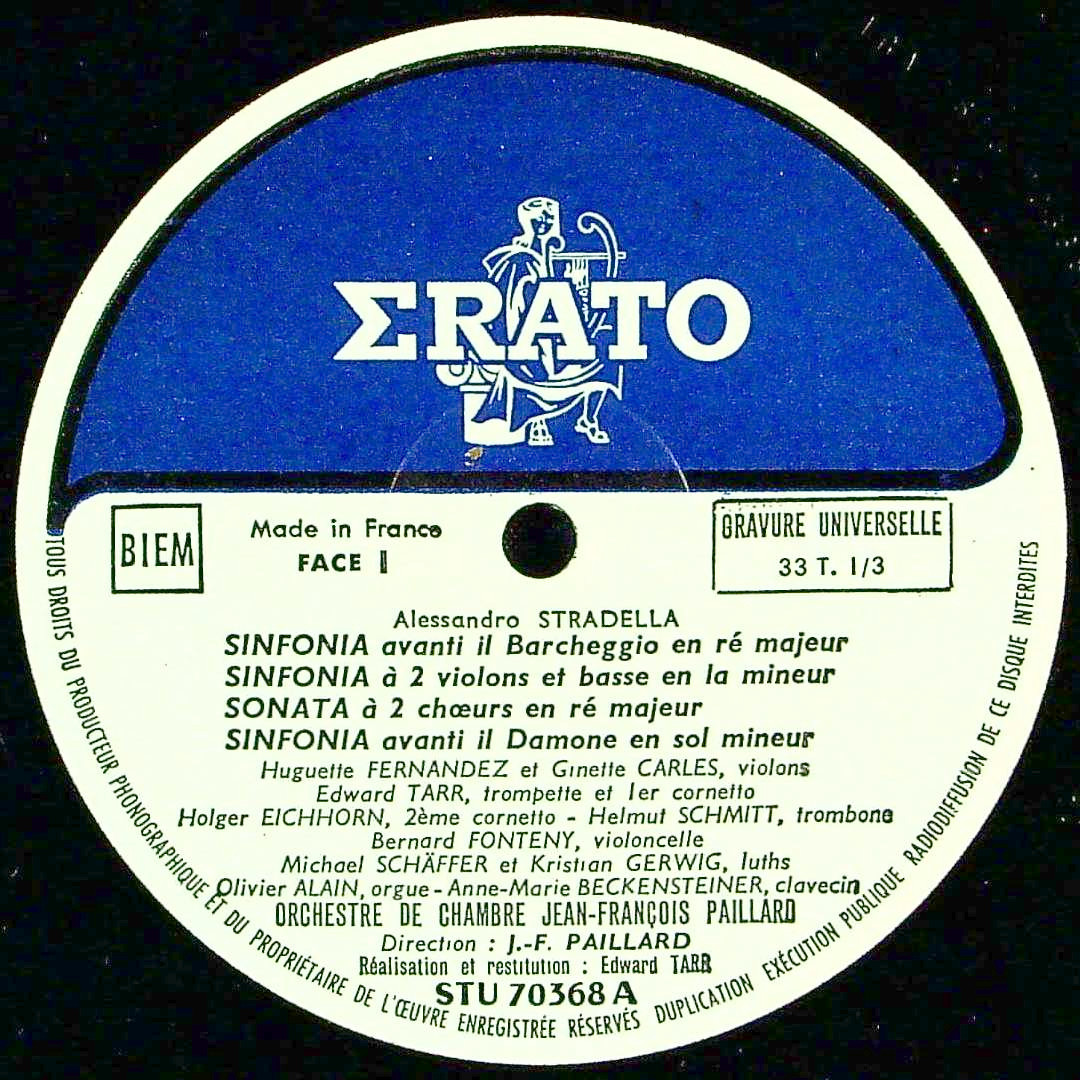 ΣRATO
BIEM
Made in France
FACE I
GRAVURE UNIVERSELLE
33 T. 1/3
Alessandro STRADELLA
SINFONIA avanti il Barcheggio en ré majeur
SINFONIA à 2 violons et basse en la mineur
SONATA à 2 chœurs en ré majeur
SINFONIA avanti il Damone en sol mineur
Huguette FERNANDEZ et Ginette CARLES, violons
Edward TARR, trompette et 1er cornetto
Holger EICHHORN, 2ème cornetto - Helmut SCHMITT, trombone
Bernard FONTENY, violoncelle
Michael SCHÄFFER et Kristian GERWIG, luths
Olivier ALAIN, orgue - Anne-Marie BECKENSTEINER, clavecin
ORCHESTRE DE CHAMBRE JEAN-FRANÇOIS PAILLARD
Direction : J.-F. PAILLARD
Réalisation et restitution : Edward TARR
STU 70368 A
TOUS DROITS DU PRODUCTEUR PHONOGRAPHIQUE ET DU PROPRIÉTAIRE DE L'ŒUVRE ENREGISTRÉE RÉSERVÉS DUPLICATION EXÉCUTION PUBLIQUE RADIODIFFUSION DE CE DISQUE INTERDITES